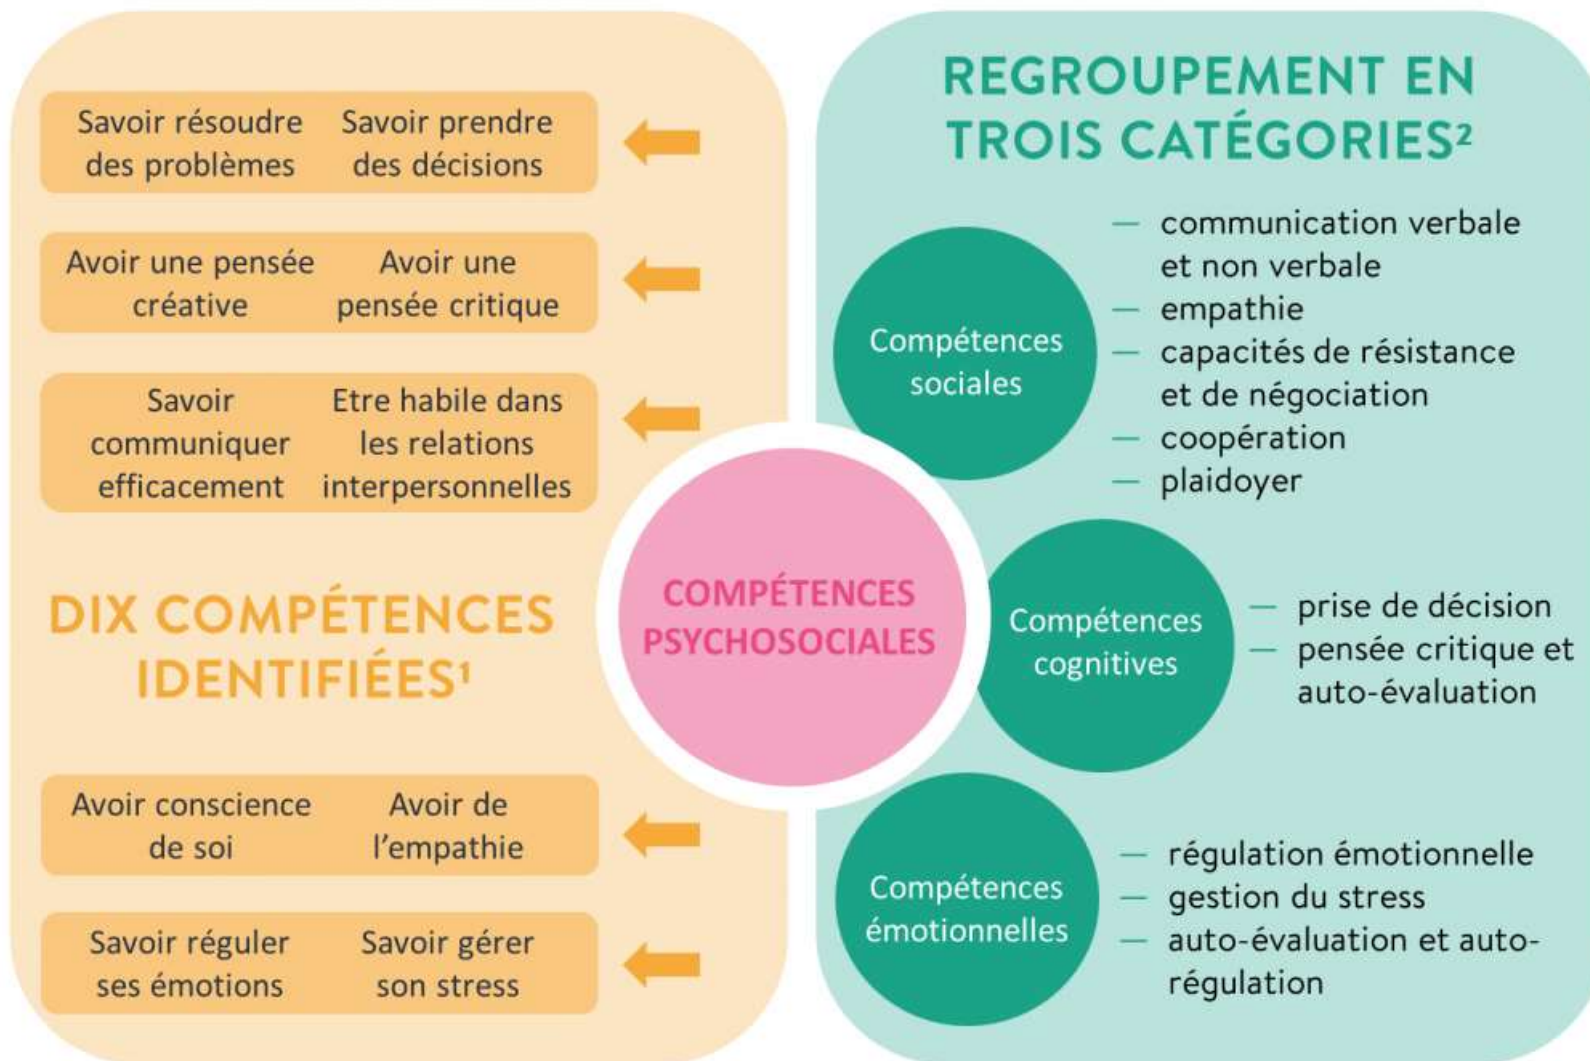 Savoir résoudre
des problèmes
Savoir prendre
des décisions
Avoir une pensée
créative
Avoir une
pensée critique
Savoir
communiquer
efficacement
Etre habile dans
les relations
interpersonnelles
DIX COMPÉTENCES
IDENTIFIÉES¹
Avoir conscience
de soi
Avoir de
l’empathie
Savoir réguler
ses émotions
Savoir gérer
son stress
COMPÉTENCES
PSYCHOSOCIALES
REGROUPEMENT EN
TROIS CATÉGORIES²
Compétences
sociales
— communication verbale
et non verbale
— empathie
— capacités de résistance
et de négociation
— coopération
— plaidoyer
Compétences
cognitives
— prise de décision
— pensée critique et
auto-évaluation
Compétences
émotionnelles
— régulation émotionnelle
— gestion du stress
— auto-évaluation et auto-
régulation